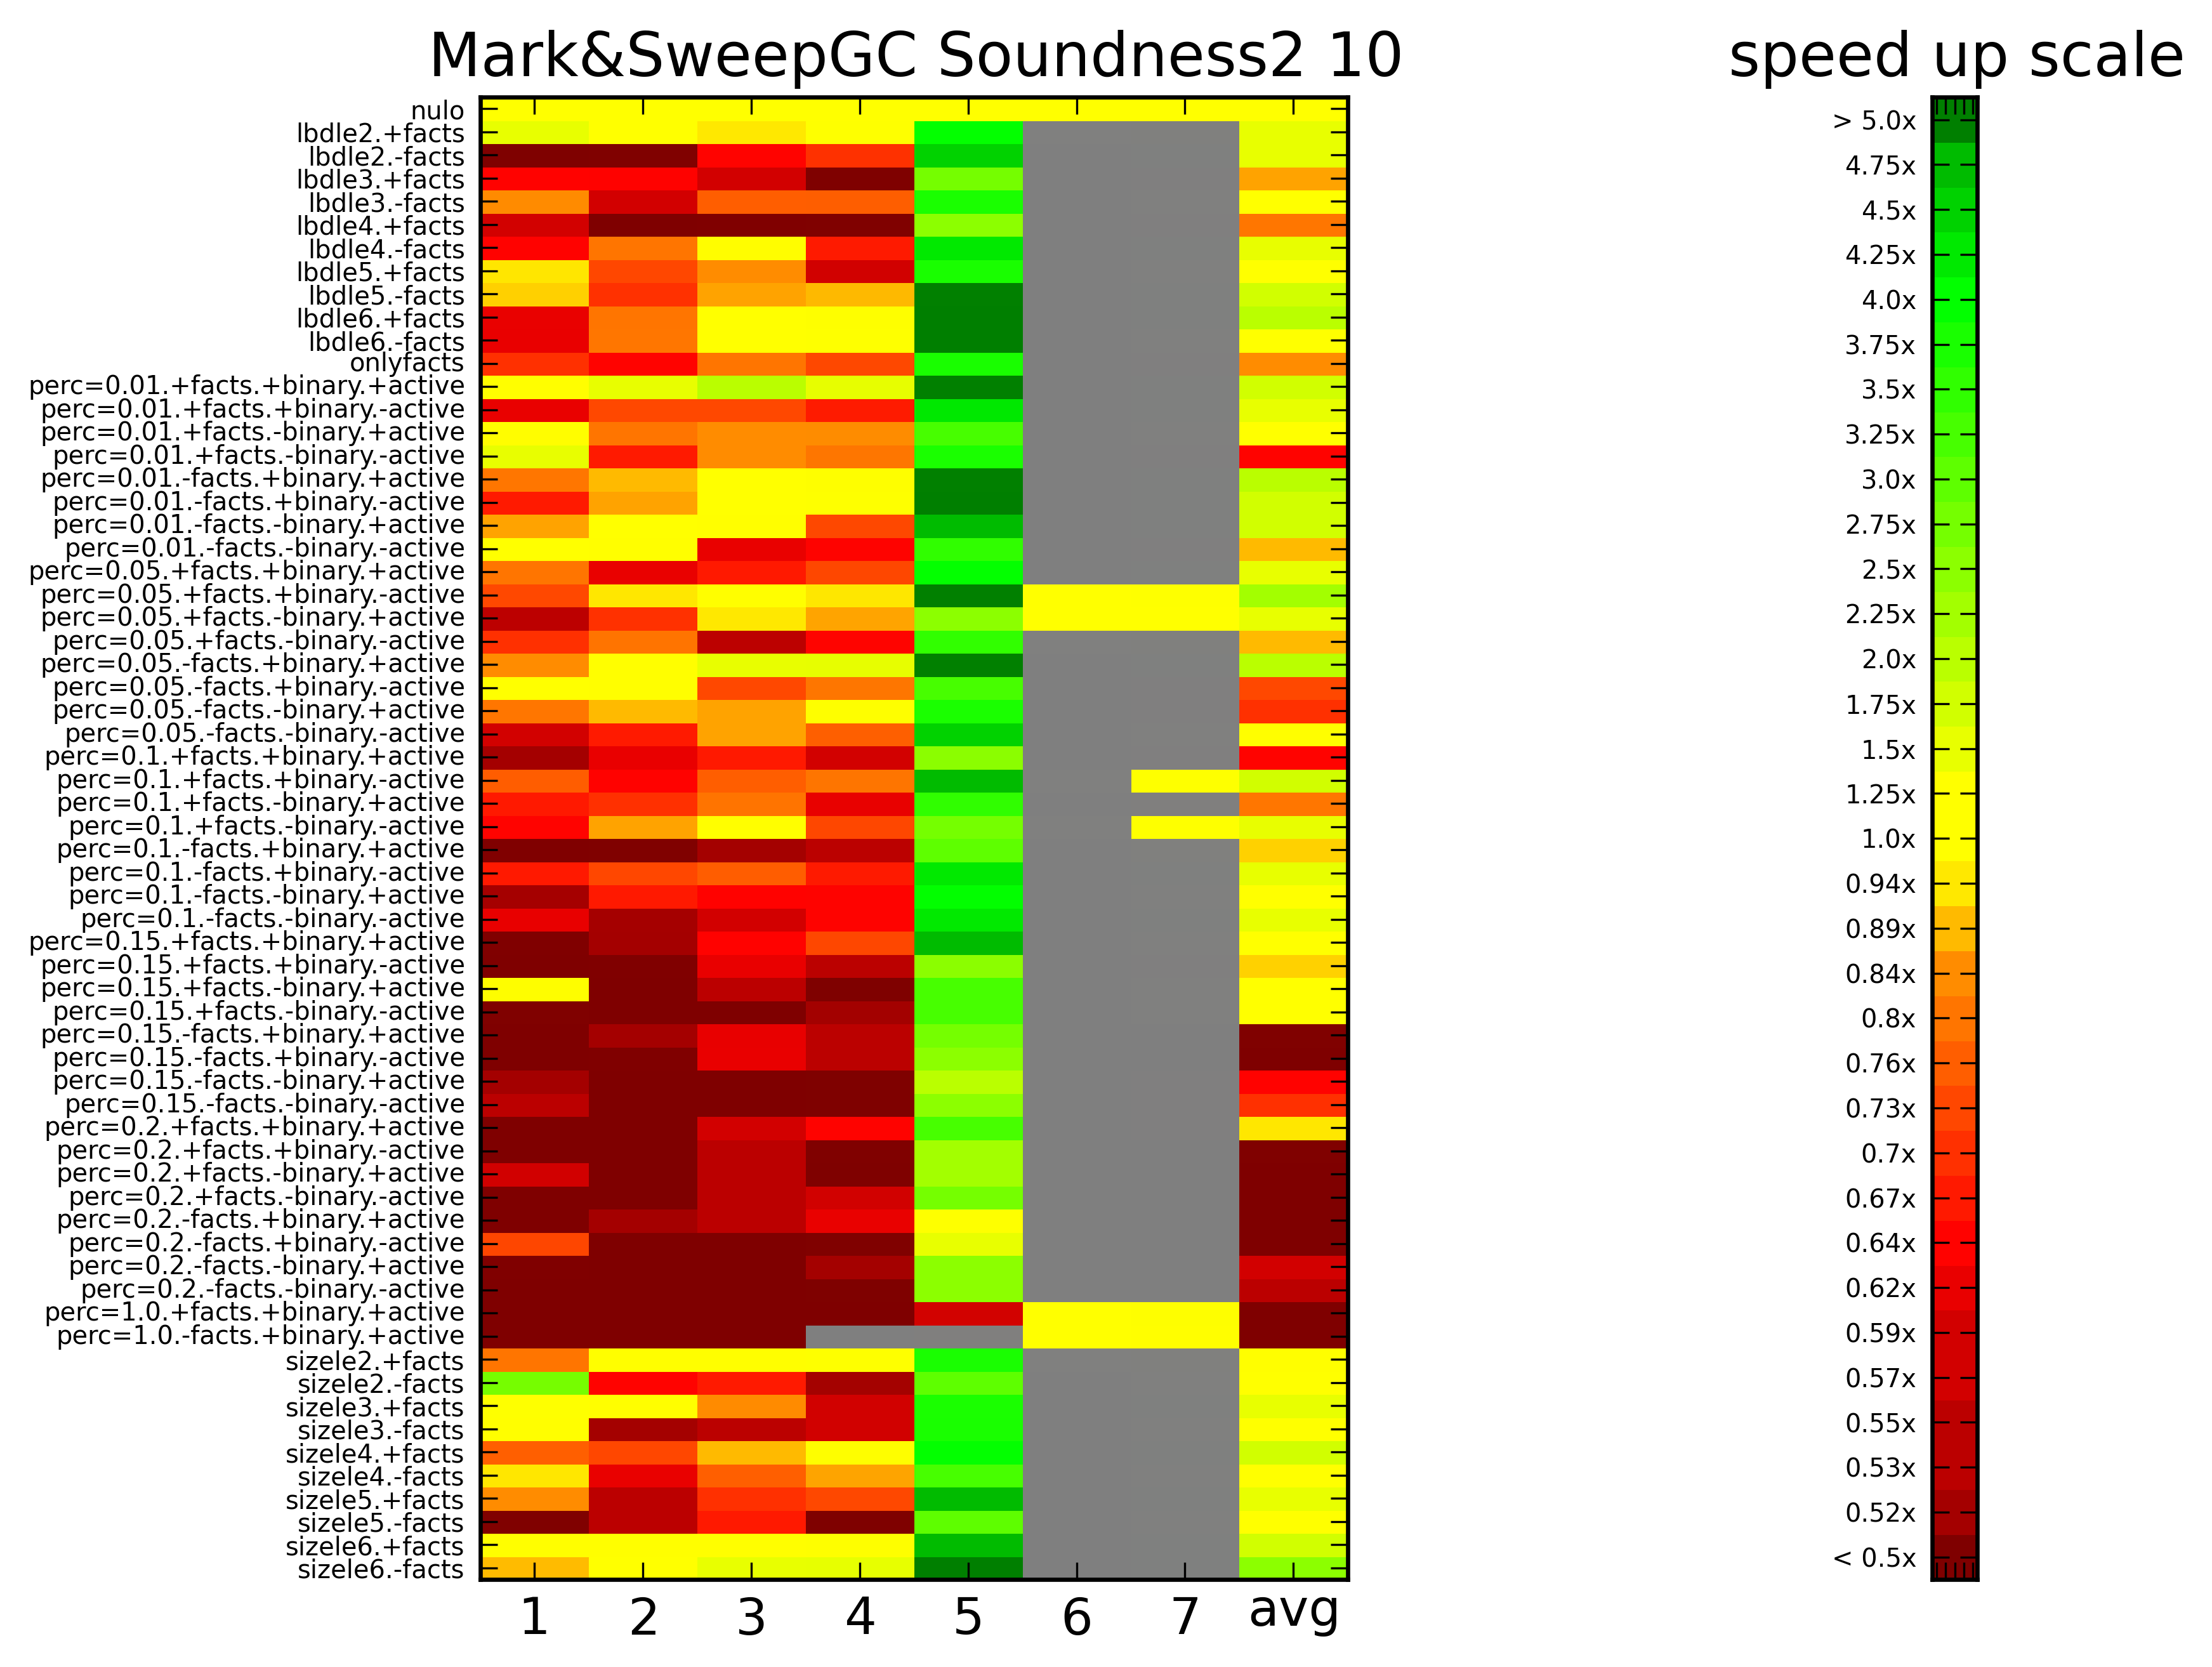 Mark&SweepGC Soundness2 10
speed up scale
nulo
lbdle2.+facts
lbdle2.-facts
lbdle3.+facts
lbdle3.-facts
lbdle4.+facts
lbdle4.-facts
lbdle5.+facts
lbdle5.-facts
lbdle6.+facts
lbdle6.-facts
onlyfacts
perc=0.01.+facts.+binary.+active
perc=0.01.+facts.+binary.-active
perc=0.01.+facts.-binary.+active
perc=0.01.+facts.-binary.-active
perc=0.01.-facts.+binary.+active
perc=0.01.-facts.+binary.-active
perc=0.01.-facts.-binary.+active
perc=0.01.-facts.-binary.-active
perc=0.05.+facts.+binary.+active
perc=0.05.+facts.+binary.-active
perc=0.05.+facts.-binary.+active
perc=0.05.+facts.-binary.-active
perc=0.05.-facts.+binary.+active
perc=0.05.-facts.+binary.-active
perc=0.05.-facts.-binary.+active
perc=0.05.-facts.-binary.-active
perc=0.1.+facts.+binary.+active
perc=0.1.+facts.+binary.-active
perc=0.1.+facts.-binary.+active
perc=0.1.+facts.-binary.-active
perc=0.1.-facts.+binary.+active
perc=0.1.-facts.+binary.-active
perc=0.1.-facts.-binary.+active
perc=0.1.-facts.-binary.-active
perc=0.15.+facts.+binary.+active
perc=0.15.+facts.+binary.-active
perc=0.15.+facts.-binary.+active
perc=0.15.+facts.-binary.-active
perc=0.15.-facts.+binary.+active
perc=0.15.-facts.+binary.-active
perc=0.15.-facts.-binary.+active
perc=0.15.-facts.-binary.-active
perc=0.2.+facts.+binary.+active
perc=0.2.+facts.+binary.-active
perc=0.2.+facts.-binary.+active
perc=0.2.+facts.-binary.-active
perc=0.2.-facts.+binary.+active
perc=0.2.-facts.+binary.-active
perc=0.2.-facts.-binary.+active
perc=0.2.-facts.-binary.-active
perc=1.0.+facts.+binary.+active
perc=1.0.-facts.+binary.+active
sizele2.+facts
sizele2.-facts
sizele3.+facts
sizele3.-facts
sizele4.+facts
sizele4.-facts
sizele5.+facts
sizele5.-facts
sizele6.+facts
sizele6.-facts
1 2 3 4 5 6 7 avg
> 5.0x
4.75x
4.5x
4.25x
4.0x
3.75x
3.5x
3.25x
3.0x
2.75x
2.5x
2.25x
2.0x
1.75x
1.5x
1.25x
1.0x
0.94x
0.89x
0.84x
0.8x
0.76x
0.73x
0.7x
0.67x
0.64x
0.62x
0.59x
0.57x
0.55x
0.53x
0.52x
< 0.5x